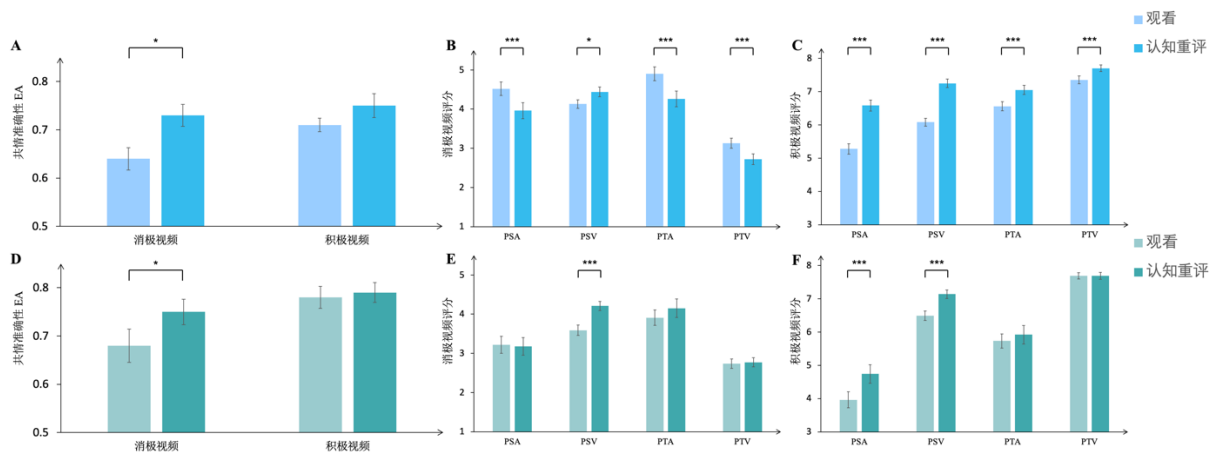 观看
认知重评
A
*
共情准确性 EA
0.8
0.7
0.6
0.5
消极视频
积极视频
B
***
*
***
***
消极视频评分
5
4
3
2
1
PSA
PSV
PTA
PTV
C
***
***
***
***
积极视频评分
8
7
6
5
4
3
PSA
PSV
PTA
PTV
观看
认知重评
D
*
共情准确性 EA
0.8
0.7
0.6
0.5
消极视频
积极视频
E
***
消极视频评分
5
4
3
2
1
PSA
PSV
PTA
PTV
F
***
***
积极视频评分
8
7
6
5
4
3
PSA
PSV
PTA
PTV